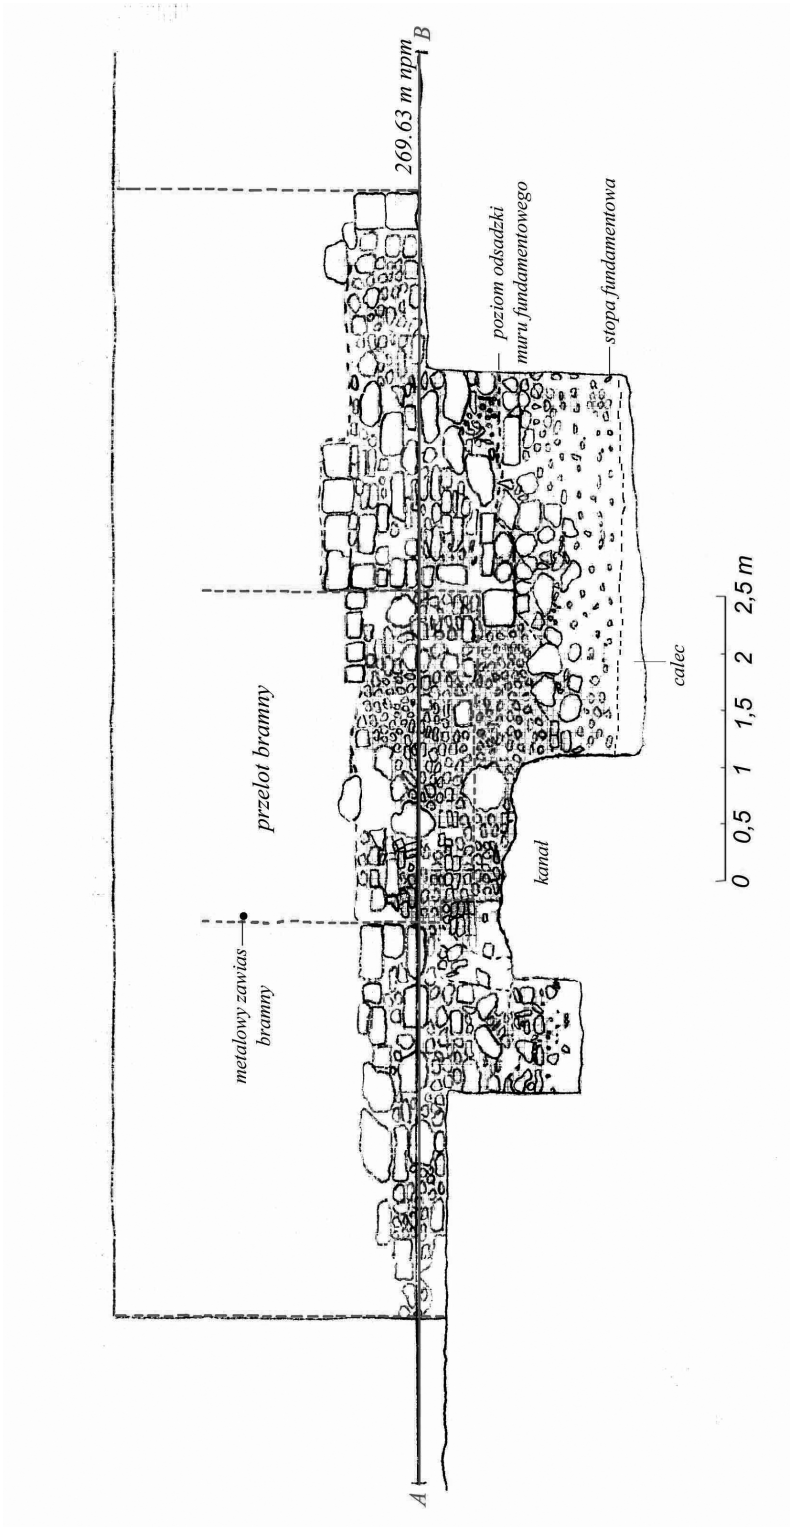 A
B
269.63 m npm
przelot bramny
metalowy zawias
bramny
poziom odsadzki
muru fundamentowego
stopa fundamentowa
kanał
calec
0
0,5
1
1,5
2
2,5 m